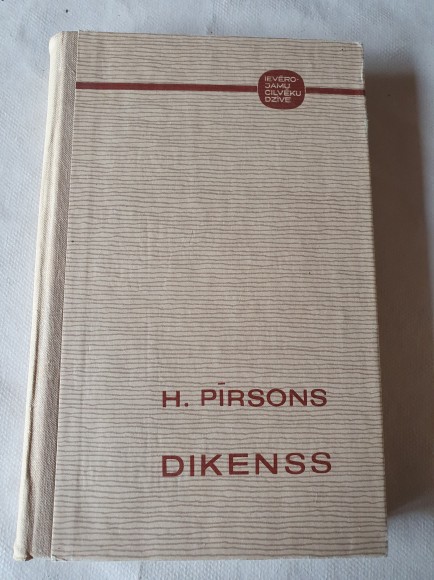 IEVĒRO-
JAMU
CILVĒKU
DZĪVE
H. PĪRSONS
DIKENSS